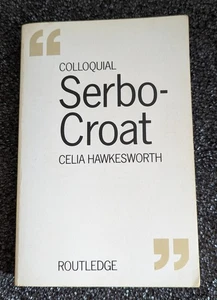 “
COLLOQUIAL
Serbo-
Croat
CELIA HAWKESWORTH
”
ROUTLEDGE